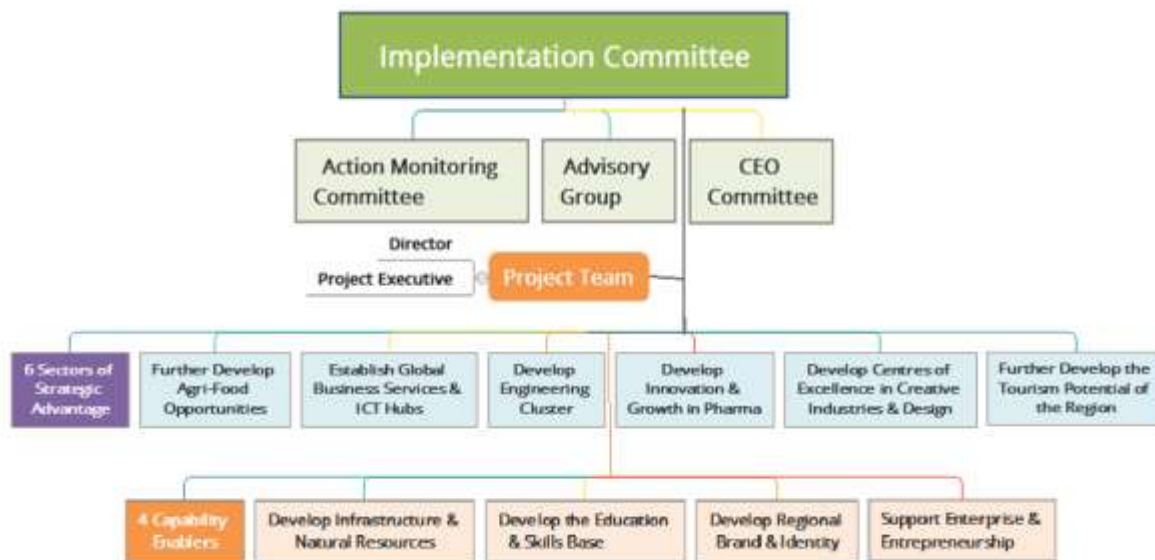 Implementation Committee
Action Monitoring
Committee
Advisory
Group
CEO
Committee
Director
Project Executive
Project Team
6 Sectors of
Strategic
Advantage
Further Develop
Agri-Food
Opportunities
Establish Global
Business Services &
ICT Hubs
Develop
Engineering
Cluster
Develop
Innovation &
Growth in Pharma
Develop Centres of
Excellence in Creative
Industries & Design
Further Develop the
Tourism Potential of
the Region
4 Capability
Enablers
Develop Infrastructure &
Natural Resources
Develop the Education
& Skills Base
Develop Regional
Brand & Identity
Support Enterprise &
Entrepreneurship